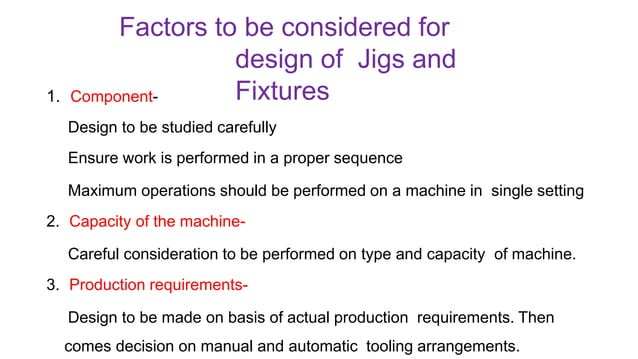 Factors to be considered for
design of Jigs and
Fixtures
1. Component-
Design to be studied carefully
Ensure work is performed in a proper sequence
Maximum operations should be performed on a machine in single setting
2. Capacity of the machine-
Careful consideration to be performed on type and capacity of machine.
3. Production requirements-
Design to be made on basis of actual production requirements. Then
comes decision on manual and automatic tooling arrangements.